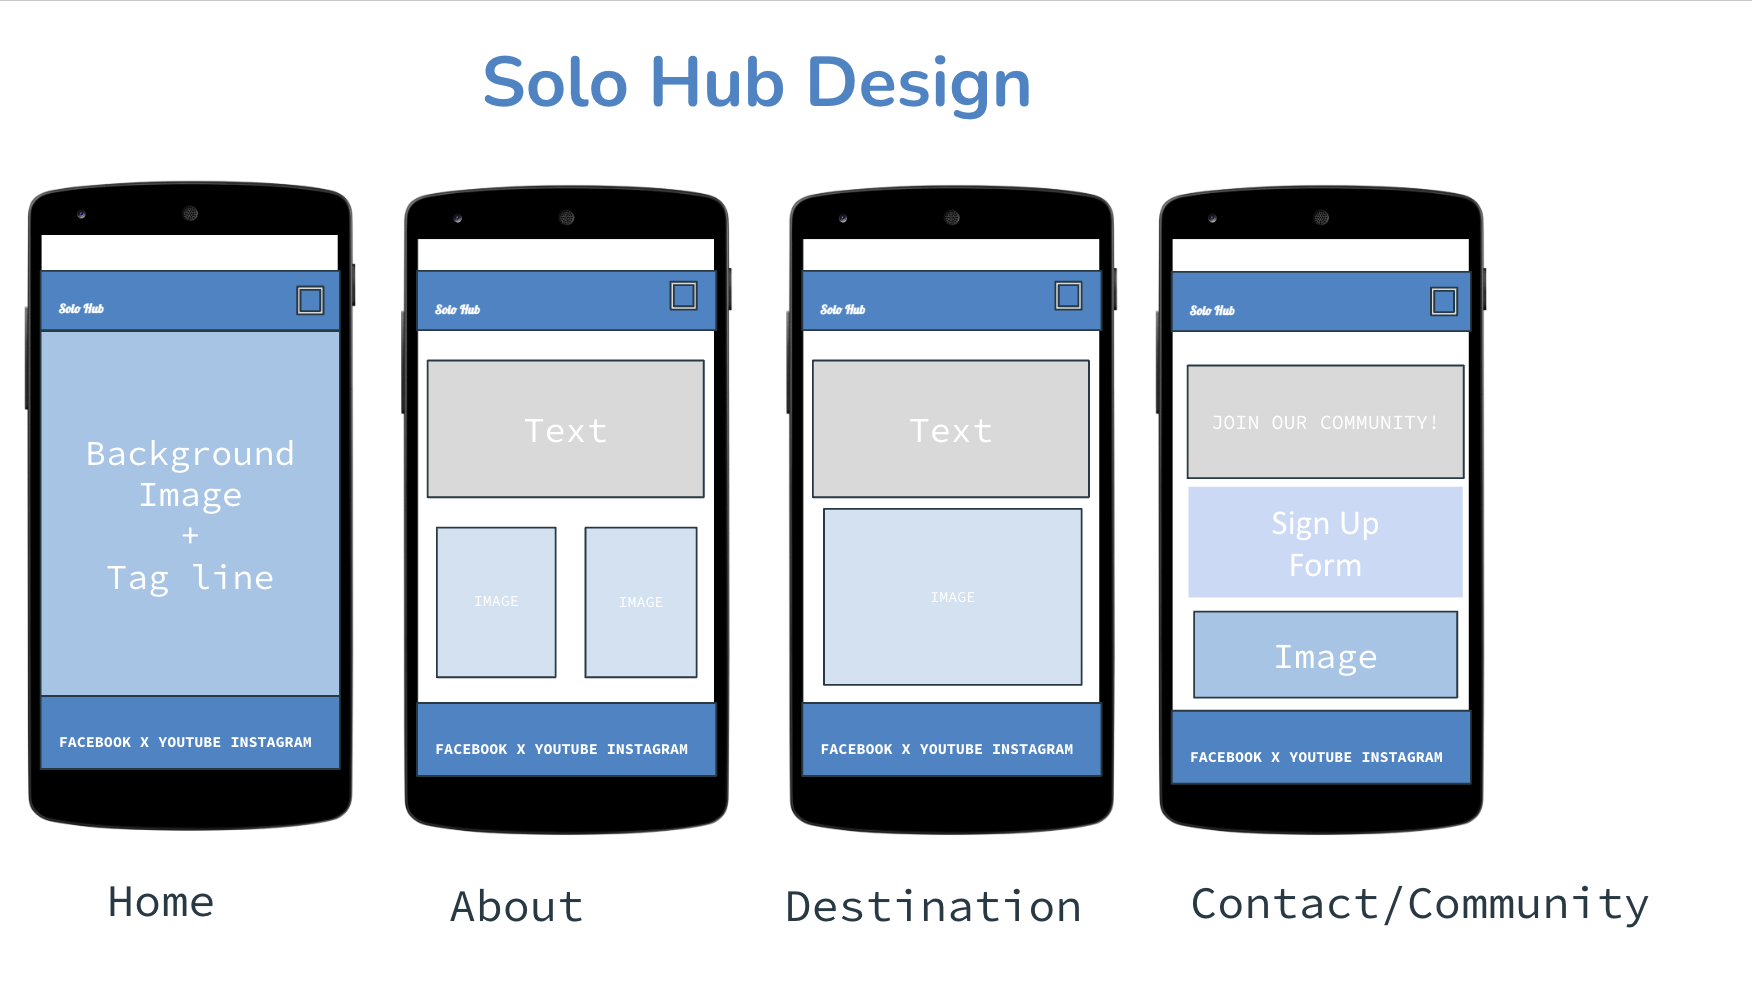 Solo Hub Design
Solo Hub
Background
Image
+
Tag line
FACEBOOK X YOUTUBE INSTAGRAM
Home
Solo Hub
Text
IMAGE
IMAGE
FACEBOOK X YOUTUBE INSTAGRAM
About
Solo Hub
Text
IMAGE
FACEBOOK X YOUTUBE INSTAGRAM
Destination
Solo Hub
JOIN OUR COMMUNITY!
Sign Up
Form
Image
FACEBOOK X YOUTUBE INSTAGRAM
Contact/Community